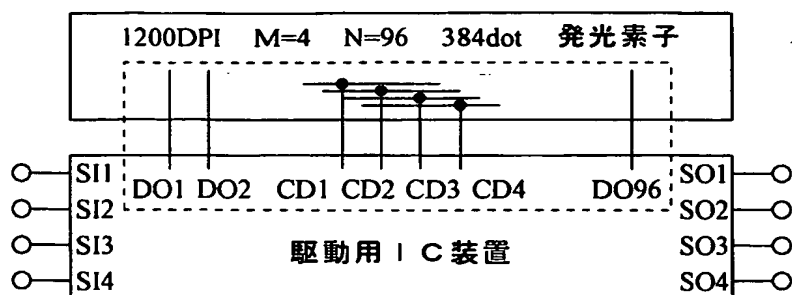 1200DPI M=4 N=96 384dot 発光素子
SI1 DO1 DO2 CD1 CD2 CD3 CD4 DO96 SO1
SI2 SO2
SI3 駆動用IC装置 SO3
SI4 SO4